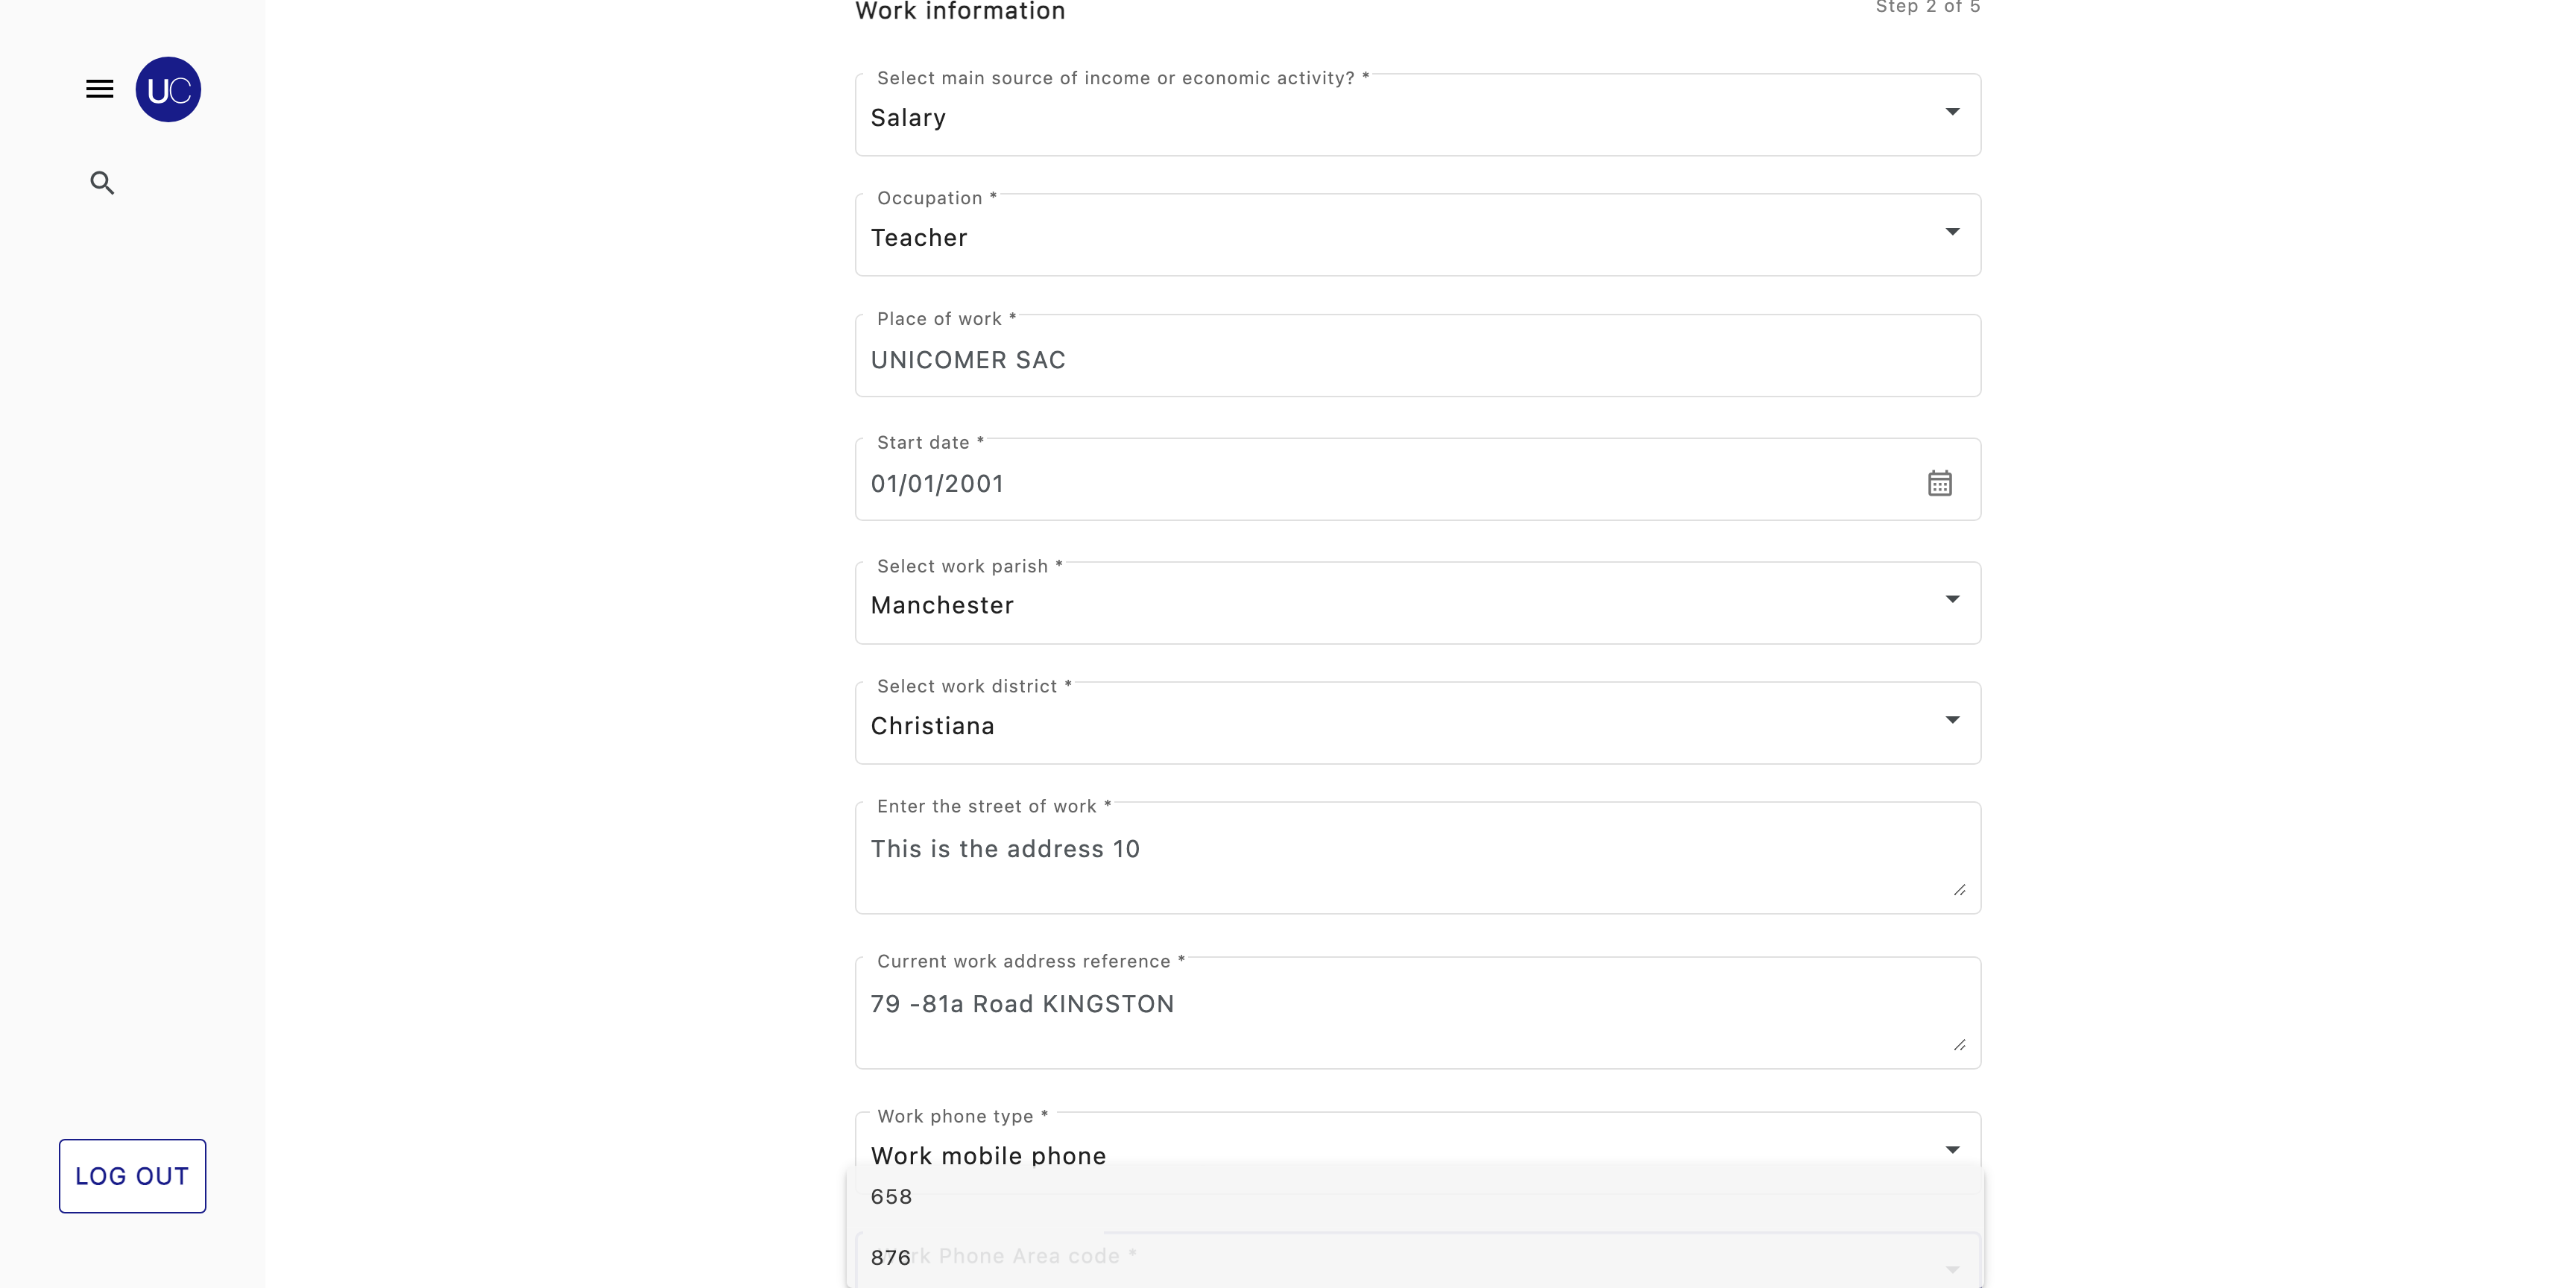 Work information
Step 2 of 5
UC
Select main source of income or economic activity? *
Salary
Occupation *
Teacher
Place of work *
UNICOMER SAC
Start date *
01/01/2001
Select work parish *
Manchester
Select work district *
Christiana
Enter the street of work *
This is the address 10
Current work address reference *
79 -81a Road KINGSTON
Work phone type *
Work mobile phone
LOG OUT
658
876
Phone Area code *